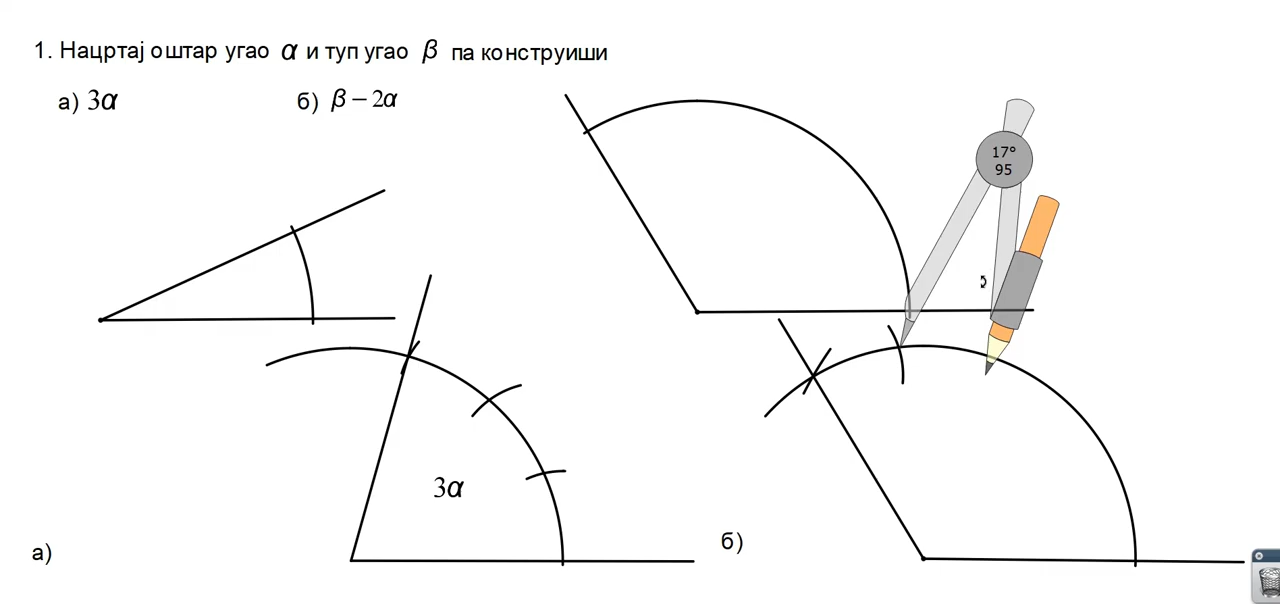 1. Нацртај оштар угао α и туп угао β па конструиши
а) 3α б) β − 2α
17°
95
3α
а)
б)